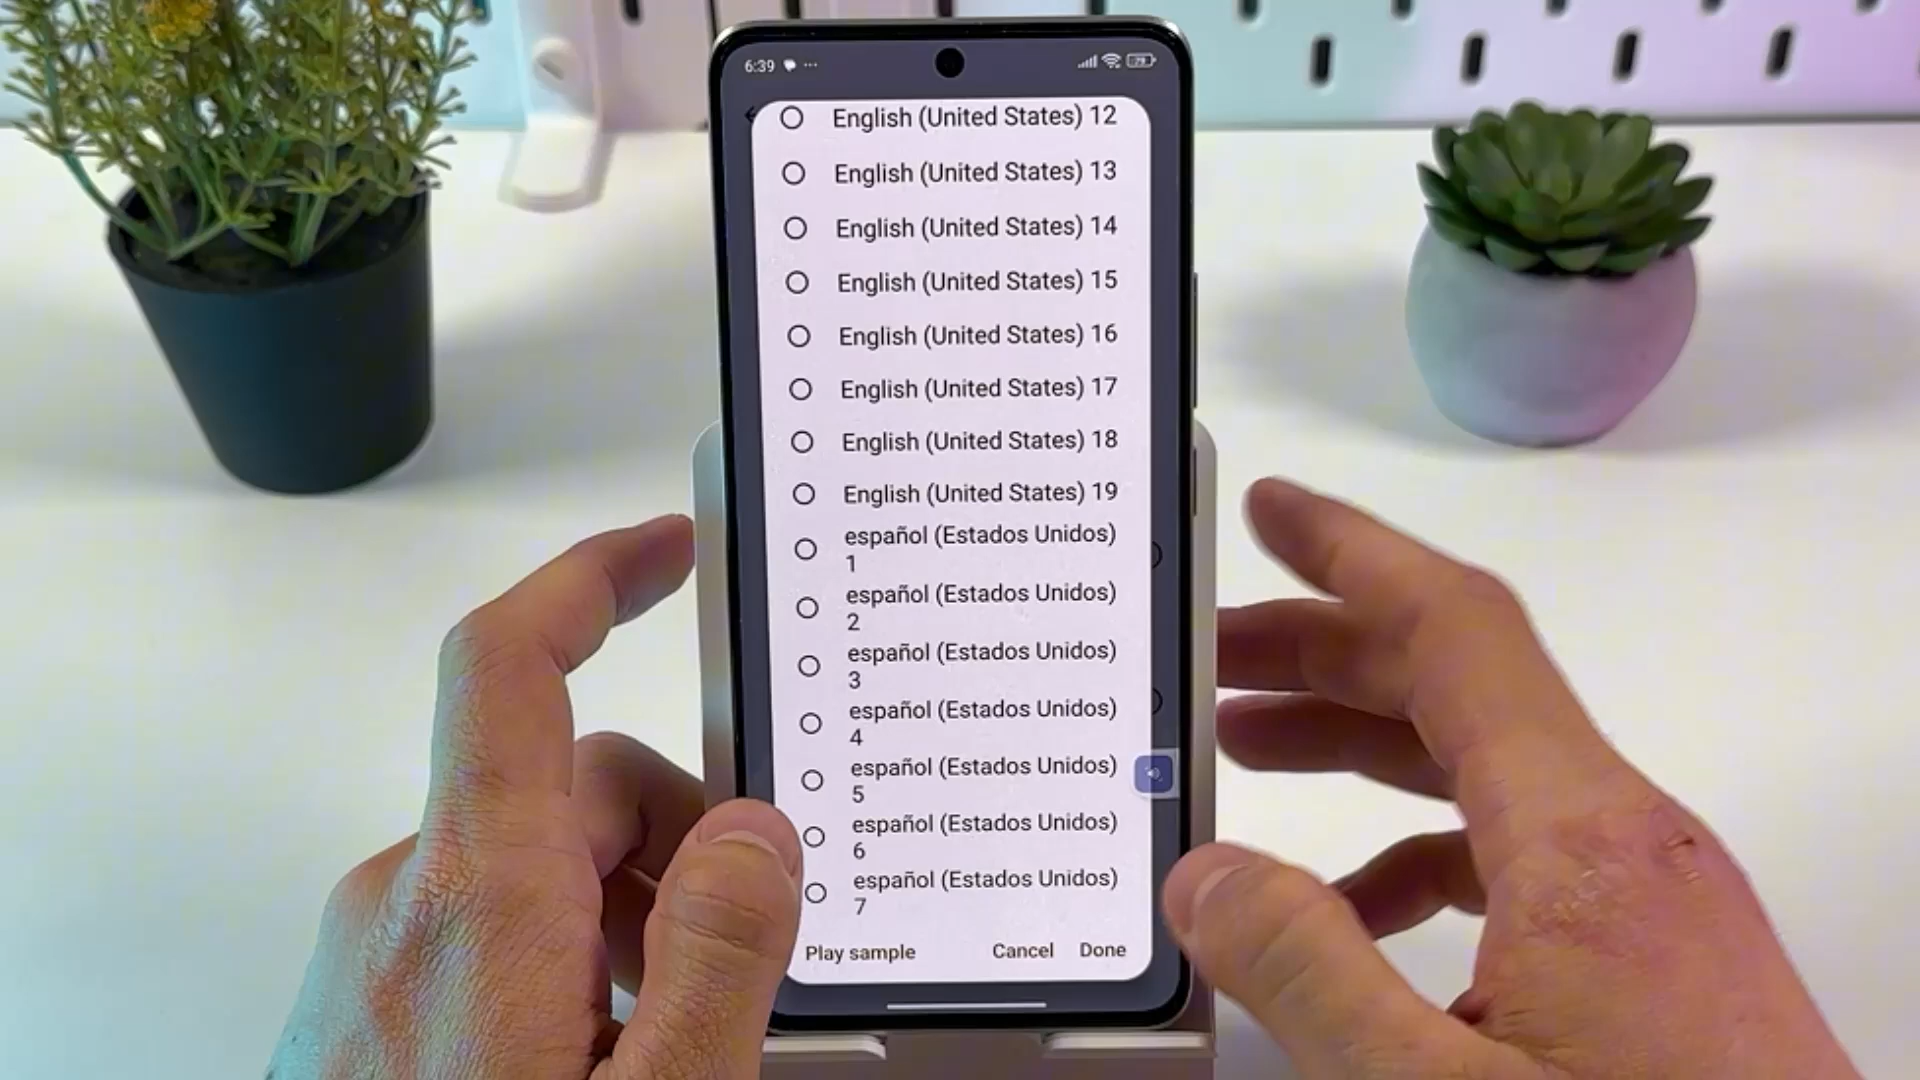 6:39
78
English (United States) 12
English (United States) 13
English (United States) 14
English (United States) 15
English (United States) 16
English (United States) 17
English (United States) 18
English (United States) 19
español (Estados Unidos)
1
español (Estados Unidos)
2
español (Estados Unidos)
3
español (Estados Unidos)
4
español (Estados Unidos)
5
español (Estados Unidos)
6
español (Estados Unidos)
7
Play sample Cancel Done